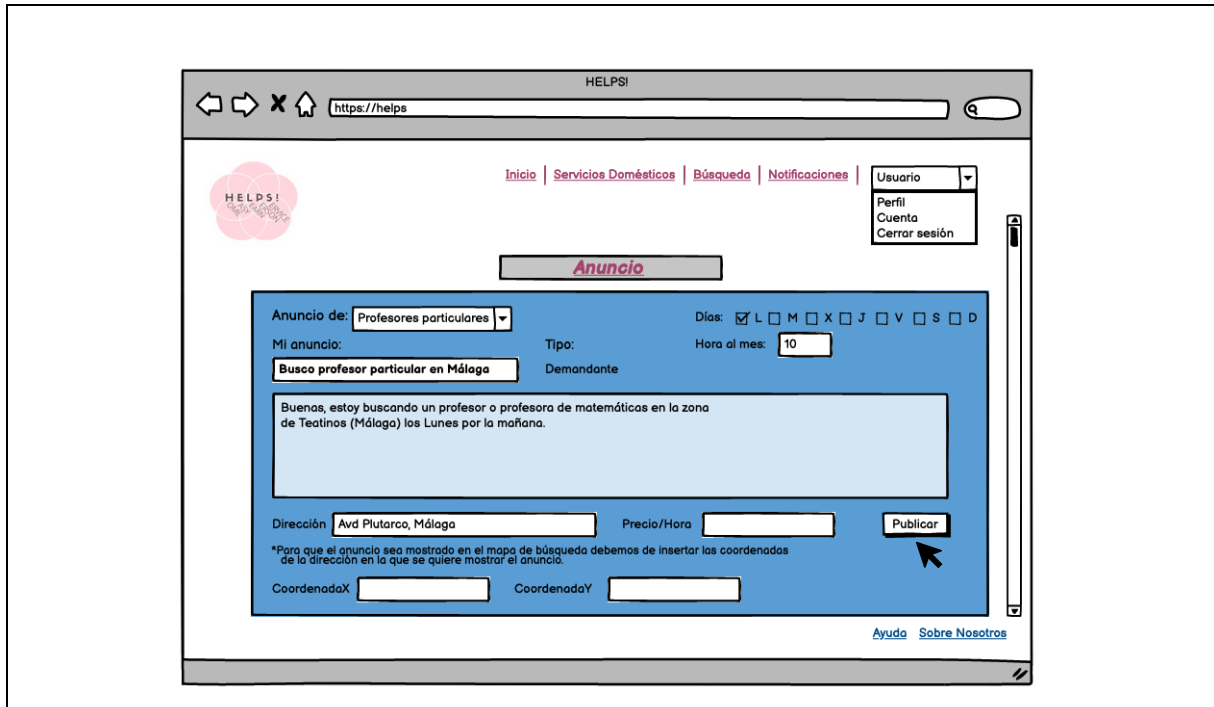 HELPS!
https://helps
HELPS!
Inicio Servicios Domésticos Búsqueda Notificaciones Usuario
Perfil
Cuenta
Cerrar sesión
Anuncio
Anuncio de: Profesores particulares Días: L M X J V S D
Mi anuncio: Tipo: Hora al mes: 10
Busco profesor particular en Málaga Demandante
Buenas, estoy buscando un profesor o profesora de matemáticas en la zona
de Teatinos (Málaga) los Lunes por la mañana.
Dirección Avd Plutarco, Málaga Precio/Hora Publicar
*Para que el anuncio sea mostrado en el mapa de búsqueda debemos de insertar las coordenadas
de la dirección en la que se quiere mostrar el anuncio.
CoordenadaX CoordenadaY
Ayuda Sobre Nosotros